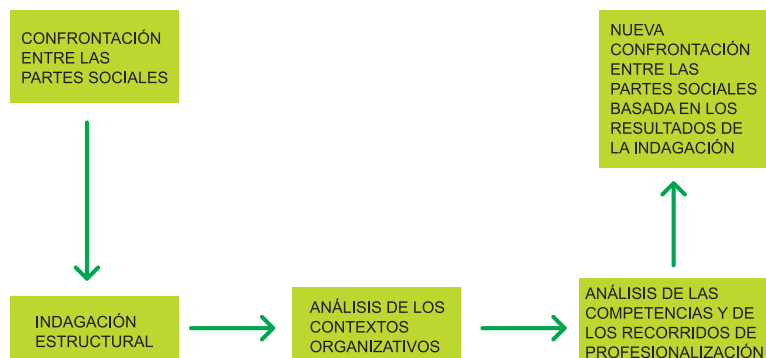 CONFRONTACIÓN
ENTRE LAS
PARTES SOCIALES
INDAGACIÓN
ESTRUCTURAL
ANÁLISIS DE LOS
CONTEXTOS
ORGANIZATIVOS
ANÁLISIS DE LAS
COMPETENCIAS Y DE
LOS RECORRIDOS DE
PROFESIONALIZACIÓN
NUEVA
CONFRONTACIÓN
ENTRE LAS
PARTES SOCIALES
BASADA EN LOS
RESULTADOS DE
LA INDAGACIÓN